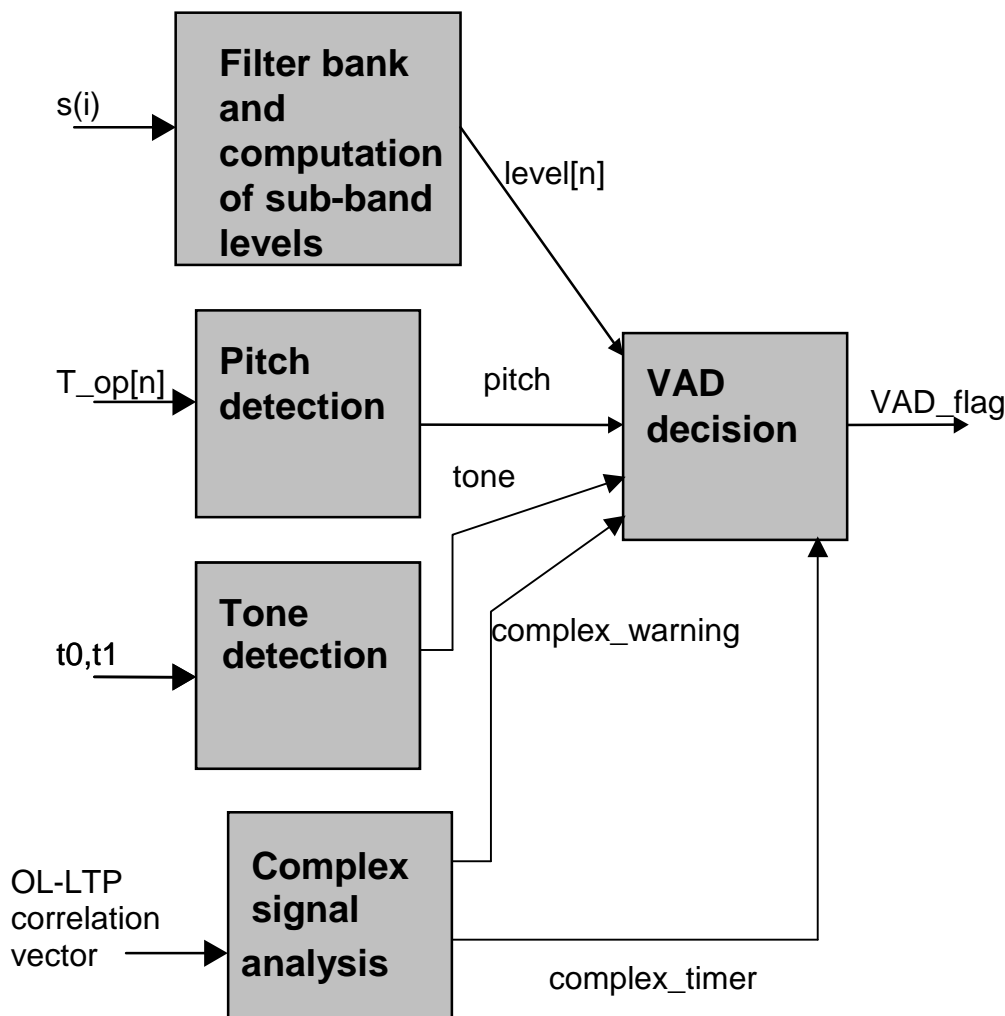 s(i)
Filter bank
and
computation
of sub-band
levels
level[n]
T_op[n]
Pitch
detection
pitch
VAD
decision
VAD_flag
tone
t0,t1
Tone
detection
complex_warning
OL-LTP
correlation
vector
Complex
signal
analysis
complex_timer